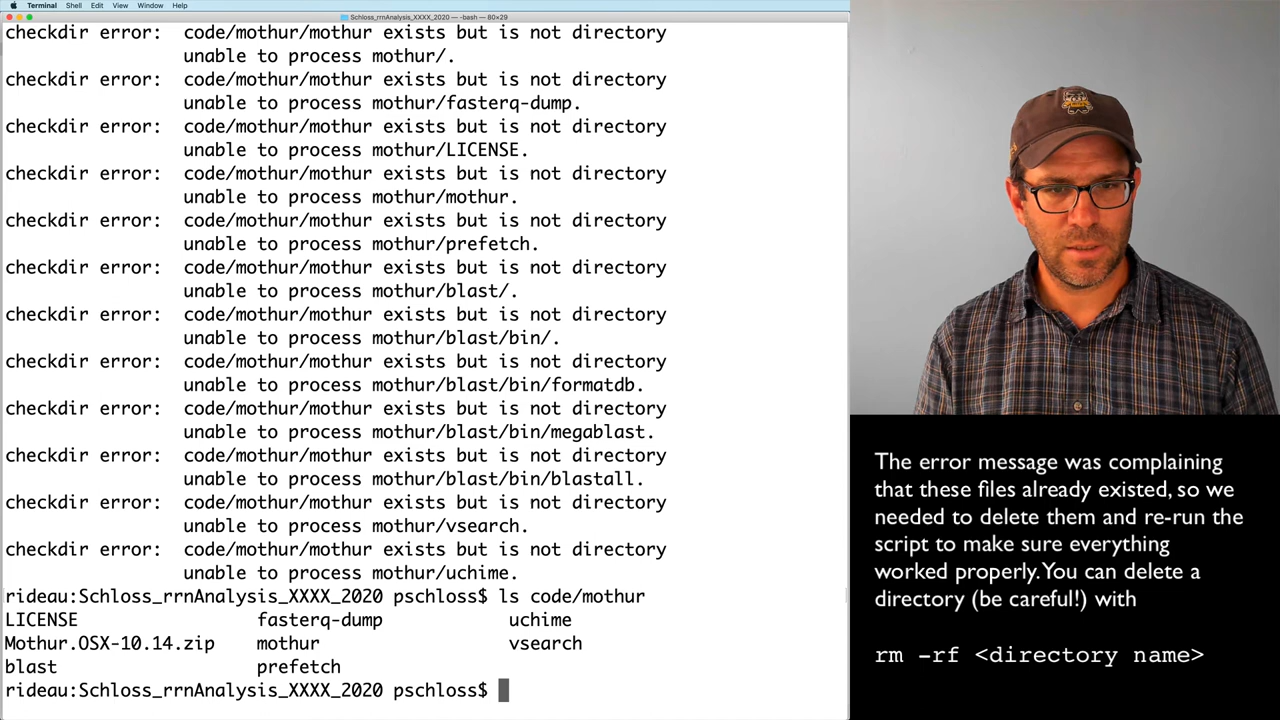 Terminal Shell Edit View Window Help
Schloss_rrnAnalysis_XXXX_2020 — -bash — 80×29
checkdir error:  code/mothur/mothur exists but is not directory
                 unable to process mothur/.
checkdir error:  code/mothur/mothur exists but is not directory
                 unable to process mothur/fasterq-dump.
checkdir error:  code/mothur/mothur exists but is not directory
                 unable to process mothur/LICENSE.
checkdir error:  code/mothur/mothur exists but is not directory
                 unable to process mothur/mothur.
checkdir error:  code/mothur/mothur exists but is not directory
                 unable to process mothur/prefetch.
checkdir error:  code/mothur/mothur exists but is not directory
                 unable to process mothur/blast/.
checkdir error:  code/mothur/mothur exists but is not directory
                 unable to process mothur/blast/bin/.
checkdir error:  code/mothur/mothur exists but is not directory
                 unable to process mothur/blast/bin/formatdb.
checkdir error:  code/mothur/mothur exists but is not directory
                 unable to process mothur/blast/bin/megablast.
checkdir error:  code/mothur/mothur exists but is not directory
                 unable to process mothur/blast/bin/blastall.
checkdir error:  code/mothur/mothur exists but is not directory
                 unable to process mothur/vsearch.
checkdir error:  code/mothur/mothur exists but is not directory
                 unable to process mothur/uchime.
rideau:Schloss_rrnAnalysis_XXXX_2020 pschloss$ ls code/mothur
LICENSE                 fasterq-dump            uchime
Mothur.OSX-10.14.zip    mothur                  vsearch
blast                   prefetch
rideau:Schloss_rrnAnalysis_XXXX_2020 pschloss$
The error message was complaining
that these files already existed, so we
needed to delete them and re-run the
script to make sure everything
worked properly. You can delete a
directory (be careful!) with
rm -rf <directory name>